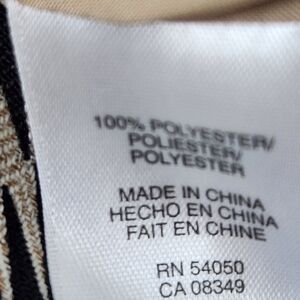 100% POLYESTER/
POLIESTER/
POLYESTER
MADE IN CHINA
HECHO EN CHINA
FAIT EN CHINE
RN 54050
CA 08349